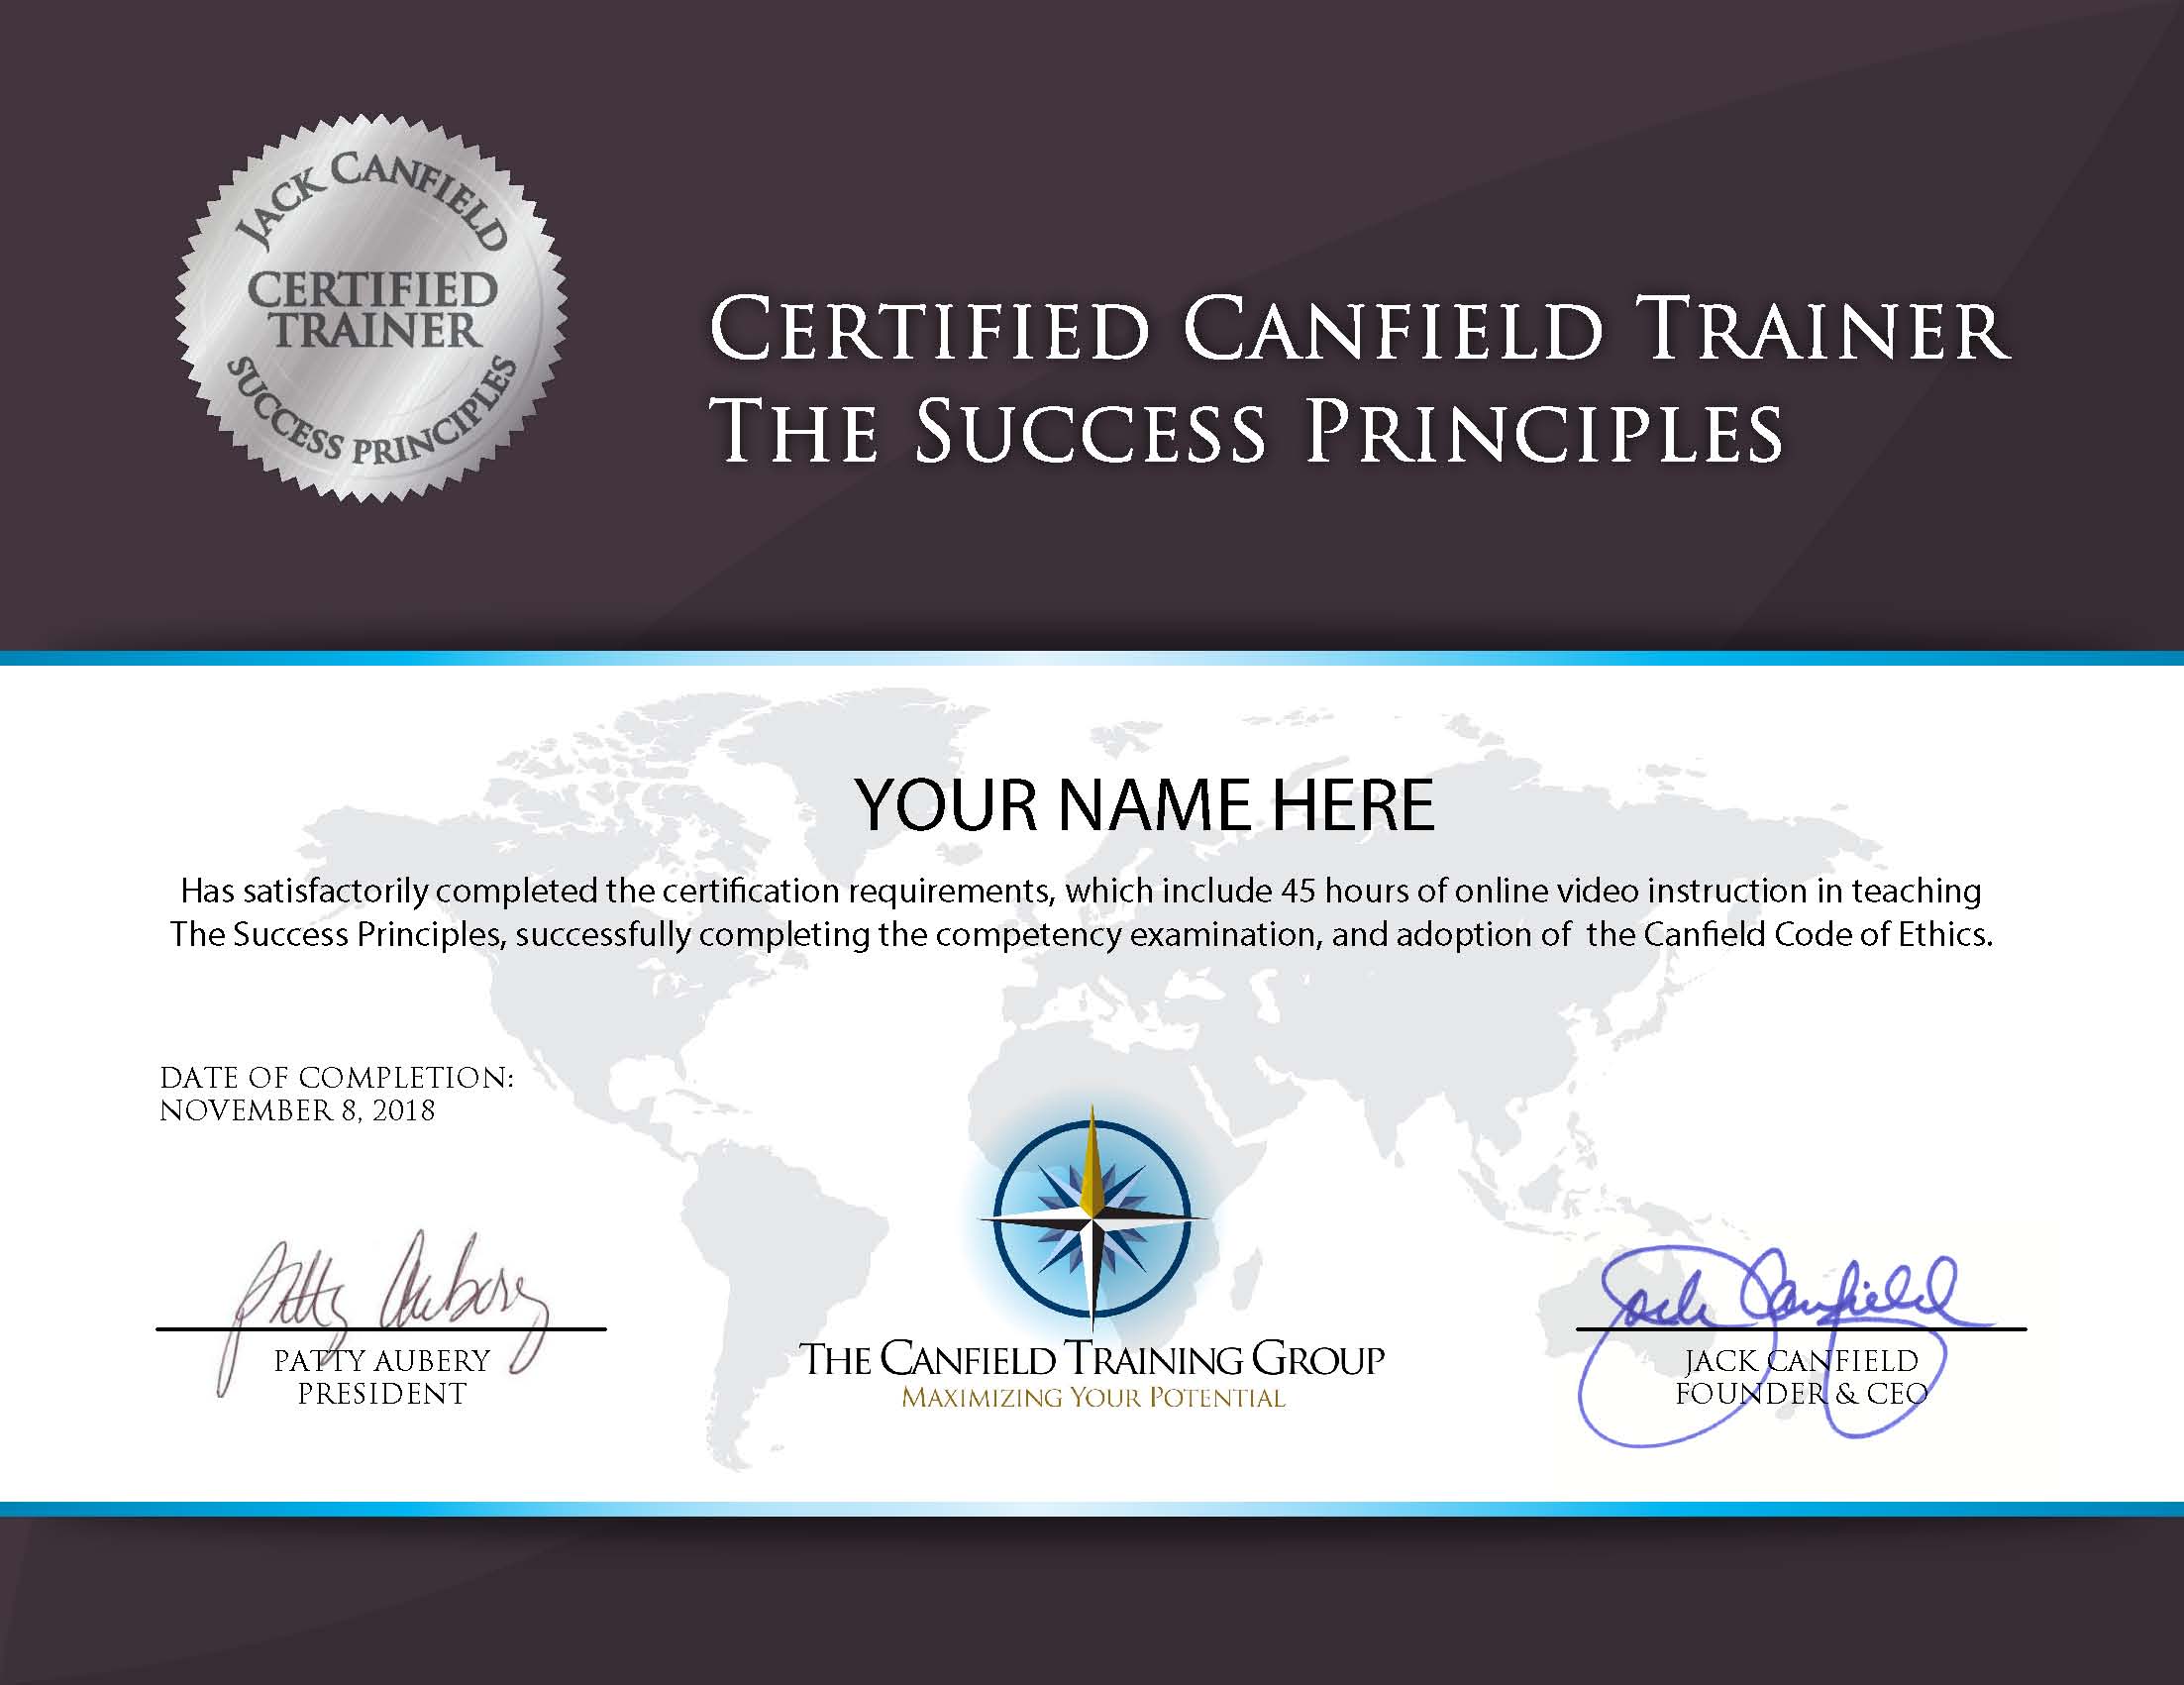 JACK CANFIELD
CERTIFIED
TRAINER
SUCCESS PRINCIPLES
CERTIFIED CANFIELD TRAINER
THE SUCCESS PRINCIPLES
YOUR NAME HERE
Has satisfactorily completed the certification requirements, which include 45 hours of online video instruction in teaching
The Success Principles, successfully completing the competency examination, and adoption of the Canfield Code of Ethics.
DATE OF COMPLETION:
NOVEMBER 8, 2018
Patty Aubery
PATTY AUBERY
PRESIDENT
THE CANFIELD TRAINING GROUP
MAXIMIZING YOUR POTENTIAL
Jack Canfield
JACK CANFIELD
FOUNDER & CEO